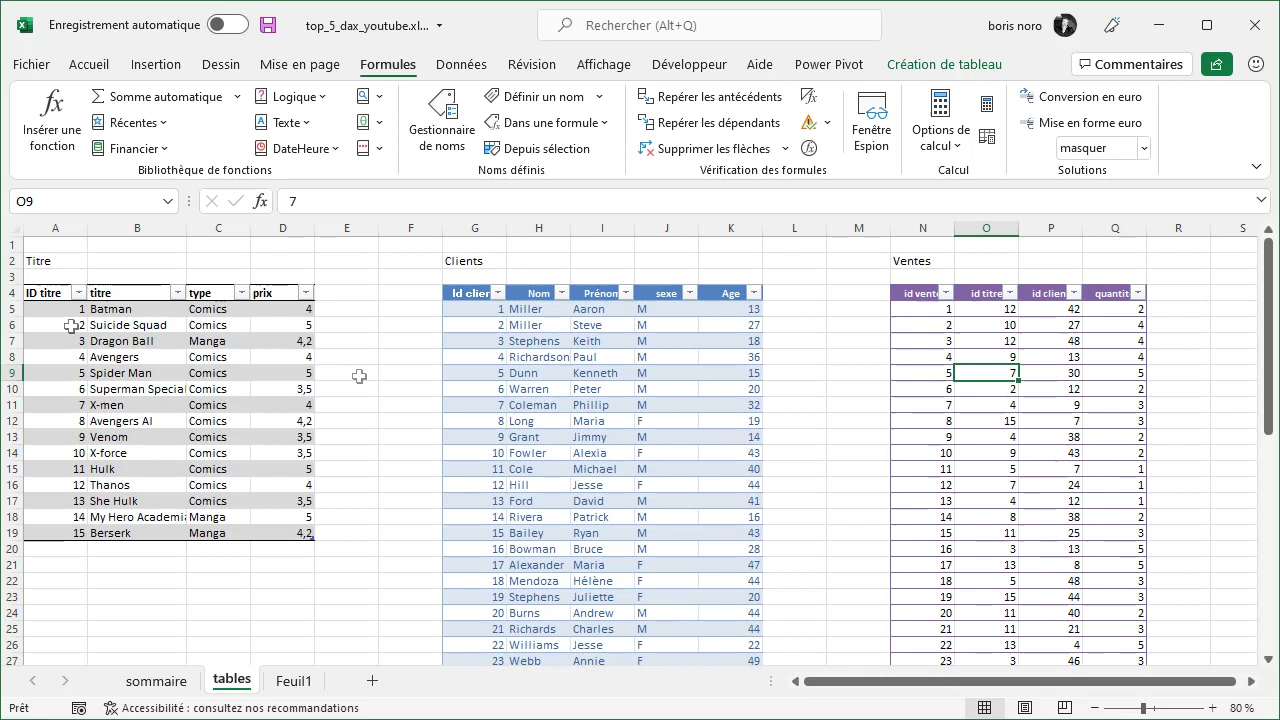 Enregistrement automatique top_5_dax_youtube.xl... Rechercher (Alt+Q) boris noro
Fichier Accueil Insertion Dessin Mise en page Formules Données Révision Affichage Développeur Aide Power Pivot Création de tableau Commentaires
fx Insérer une fonction
Somme automatique
Récentes
Financier
Logique
Texte
DateHeure
Bibliothèque de fonctions
Gestionnaire de noms
Définir un nom
Dans une formule
Depuis sélection
Noms définis
Repérer les antécédents
Repérer les dépendants
Supprimer les flèches
Vérification des formules
Fenêtre Espion
Options de calcul
Calcul
Conversion en euro
Mise en forme euro
masquer
Solutions
O9 fx 7
A B C D E F G H I J K L M N O P Q R S
1
2 Titre Clients Ventes
3
4 ID titre titre type prix Id clien Nom Prénom sexe Age id vent id titre id clien quantit
5 1 Batman Comics 4 1 Miller Aaron M 13 1 12 42 2
6 2 Suicide Squad Comics 5 2 Miller Steve M 27 2 10 27 4
7 3 Dragon Ball Manga 4,2 3 Stephens Keith M 18 3 12 48 4
8 4 Avengers Comics 4 4 Richardson Paul M 36 4 9 13 4
9 5 Spider Man Comics 5 5 Dunn Kenneth M 15 5 7 30 5
10 6 Superman Special Comics 3,5 6 Warren Peter M 20 6 2 12 2
11 7 X-men Comics 4 7 Coleman Phillip M 32 7 4 9 3
12 8 Avengers AI Comics 4,2 8 Long Maria F 19 8 15 7 3
13 9 Venom Comics 3,5 9 Grant Jimmy M 14 9 4 38 2
14 10 X-force Comics 3,5 10 Fowler Alexia F 43 10 9 43 2
15 11 Hulk Comics 5 11 Cole Michael M 40 11 5 7 1
16 12 Thanos Comics 4 12 Hill Jesse F 44 12 7 24 1
17 13 She Hulk Comics 3,5 13 Ford David M 41 13 4 12 1
18 14 My Hero Academia Manga 5 14 Rivera Patrick M 16 14 8 38 2
19 15 Berserk Manga 4,2 15 Bailey Ryan M 43 15 11 25 3
20 16 Bowman Bruce M 28 16 3 13 5
21 17 Alexander Maria F 47 17 13 8 5
22 18 Mendoza Hélène F 44 18 5 48 3
23 19 Stephens Juliette F 20 19 15 44 3
24 20 Burns Andrew M 44 20 11 40 2
25 21 Richards Charles M 44 21 11 21 3
26 22 Williams Jesse F 22 22 13 4 5
27 23 Webb Annie F 49 23 3 46 3
sommaire tables Feuil1
Prêt Accessibilité : consultez nos recommandations 80 %